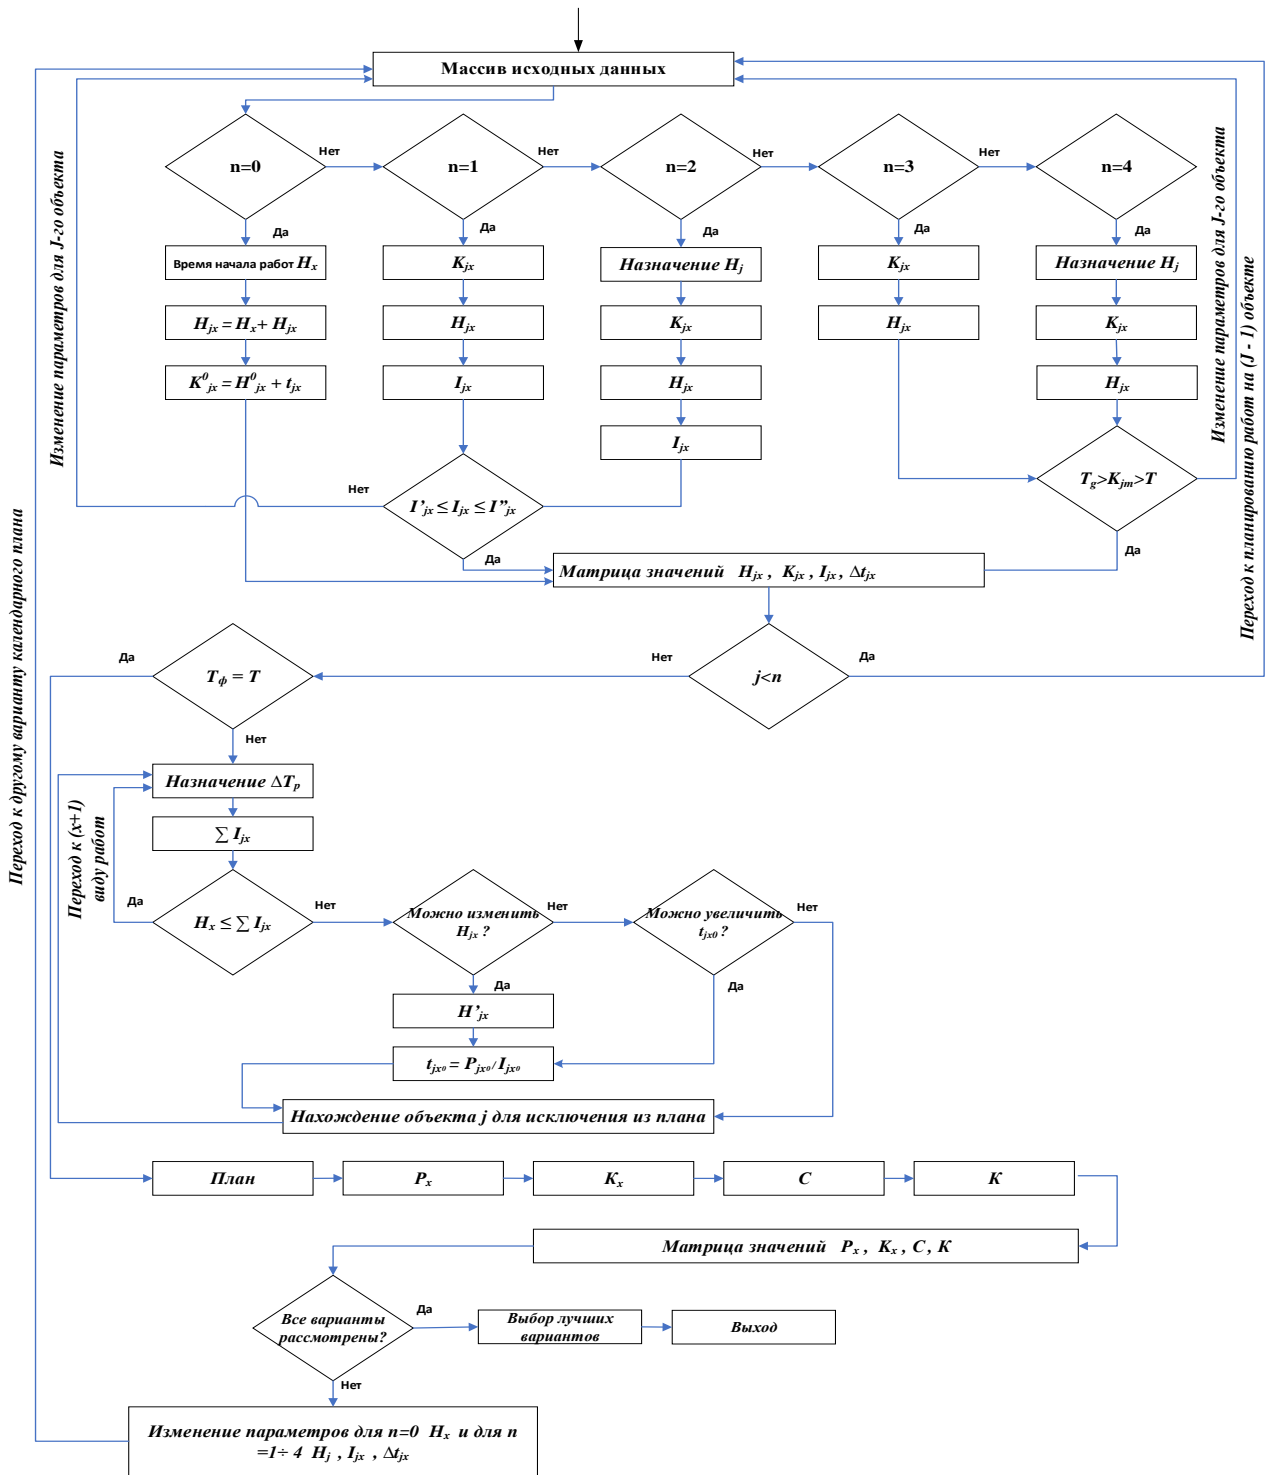 Массив исходных данных
n=0
Нет
n=1
Нет
n=2
Нет
n=3
Нет
n=4
Да
Да
Да
Да
Да
Время начала работ Hx
Kjx
Назначение Hj
Kjx
Назначение Hj
Hjx = Hx + Hjx
Hjx
Kjx
Hjx
Kjx
K⁰jx = H⁰jx + tjx
Ijx
Hjx
Hjx
Ijx
Нет
I'jx ≤ Ijx ≤ I"jx
Tg>Kjm>T
Да
Да
Матрица значений Hjx , Kjx , Ijx , Δtjx
Изменение параметров для J-го объекта
Изменение параметров для J-го объекта
Переход к планированию работ на (J - 1) объекте
Переход к другому варианту календарного плана
Да
Tф = T
Нет
j<n
Да
Нет
Назначение ΔTp
∑ Ijx
Переход к (x+1)
виду работ
Да
Hx ≤ ∑ Ijx
Нет
Можно изменить
Hjx ?
Нет
Можно увеличить
tjx0 ?
Нет
Да
Да
H’jx
tjx0 = Pjx0/Ijx0
Нахождение объекта j для исключения из плана
План
Px
Kx
C
K
Матрица значений Px , Kx , C , K
Все варианты
рассмотрены?
Да
Выбор лучших
вариантов
Выход
Нет
Изменение параметров для n=0 Hx и для n
=1÷ 4 Hj , Ijx , Δtjx